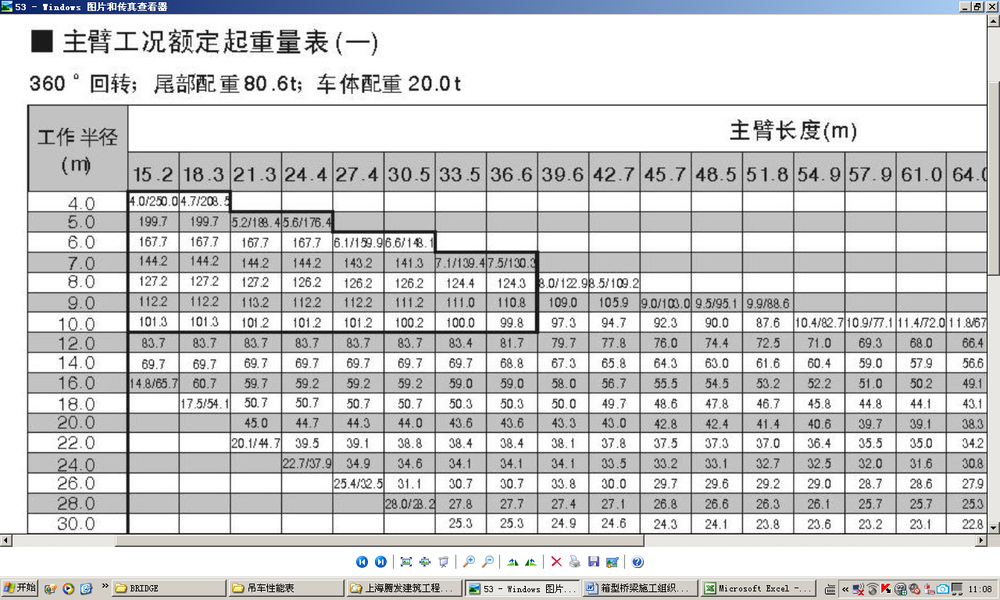 53 - Windows 图片和传真查看器
■ 主臂工况额定起重量表(一)
360°回转；尾部配重80.6t；车体配重20.0t
工作半径
(m)
主臂长度(m)
15.2 18.3 21.3 24.4 27.4 30.5 33.5 36.6 39.6 42.7 45.7 48.5 51.8 54.9 57.9 61.0 64.0
4.0 4.0/250.0 4.7/208.5
5.0 199.7 199.7 5.2/188.4 5.6/176.4
6.0 167.7 167.7 167.7 167.7 6.1/159.9 6.6/148.1
7.0 144.2 144.2 144.2 144.2 143.2 141.3 7.1/139.4 7.5/130.3
8.0 127.2 127.2 127.2 126.2 126.2 126.2 124.4 124.3 8.0/122.9 8.5/109.2
9.0 112.2 112.2 113.2 112.2 112.2 111.2 111.0 110.8 109.0 105.9 9.0/103.0 9.5/95.1 9.9/88.6
10.0 101.3 101.3 101.2 101.2 101.2 100.2 100.0 99.8 97.3 94.7 92.3 90.0 87.6 10.4/82.7 10.9/77.1 11.4/72.0 11.8/67
12.0 83.7 83.7 83.7 83.7 83.7 83.7 83.4 81.7 79.7 77.8 76.0 74.4 72.5 71.0 69.3 68.0 66.4
14.0 69.7 69.7 69.7 69.7 69.7 69.7 69.7 68.8 67.3 65.8 64.3 63.0 61.6 60.4 59.0 57.9 56.6
16.0 14.8/65.7 60.7 59.7 59.2 59.2 59.2 59.0 59.0 58.0 56.7 55.5 54.5 53.2 52.2 51.0 50.2 49.1
18.0 17.5/54.1 50.7 50.7 50.7 50.7 50.3 50.3 50.0 49.7 48.6 47.8 46.7 45.8 44.8 44.1 43.1
20.0 45.0 44.7 44.3 44.0 43.6 43.6 43.3 43.0 42.8 42.4 41.4 40.6 39.7 39.1 38.3
22.0 20.1/44.7 39.5 39.1 38.8 38.4 38.4 38.1 37.8 37.5 37.3 37.0 36.4 35.5 35.0 34.2
24.0 22.7/37.9 34.9 34.6 34.1 34.1 34.1 33.5 33.2 33.1 32.7 32.5 32.0 31.6 30.8
26.0 25.4/32.5 31.1 30.7 30.7 33.8 30.0 29.7 29.6 29.2 29.0 28.7 28.6 27.9
28.0 28.0/28.2 27.8 27.7 27.4 27.1 26.8 26.6 26.3 26.1 25.7 25.7 25.3
30.0 25.3 25.3 24.9 24.6 24.3 24.1 23.8 23.6 23.2 23.1 22.8
开始 » BRIDGE 吊车性能表 上海腾发建筑工程... 53 - Windows 图片... 箱型桥梁施工组织... Microsoft Excel -... « 11:08